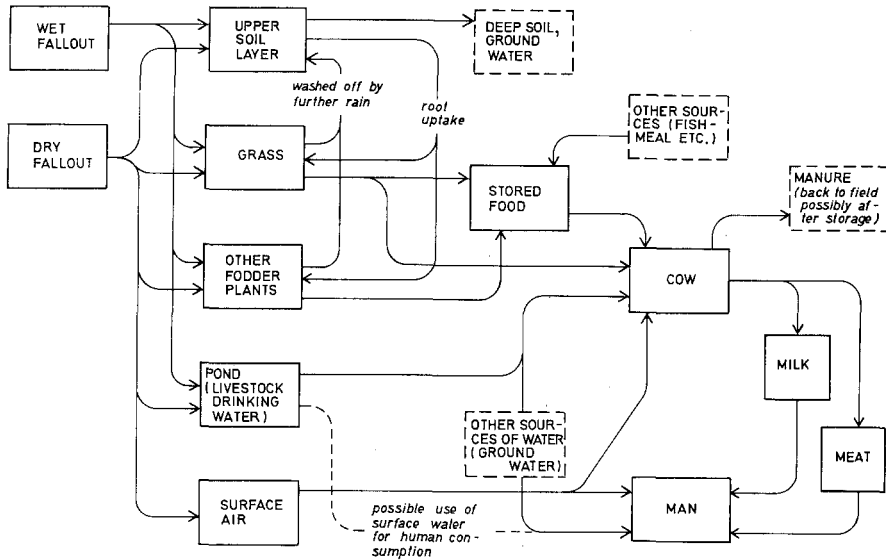 WET
FALLOUT
UPPER
SOIL
LAYER
DEEP SOIL,
GROUND
WATER
washed off by
further rain
root
uptake
OTHER SOUR-
CES (FISH-
MEAL ETC.)
DRY
FALLOUT
GRASS
STORED
FOOD
MANURE
(back to field
possibly af-
ter storage)
OTHER
FODDER
PLANTS
COW
POND
(LIVESTOCK
DRINKING
WATER)
MILK
OTHER SOUR-
CES OF WATER
(GROUND
WATER)
MEAT
SURFACE
AIR
MAN
possible use of
surface water
for human con-
sumption